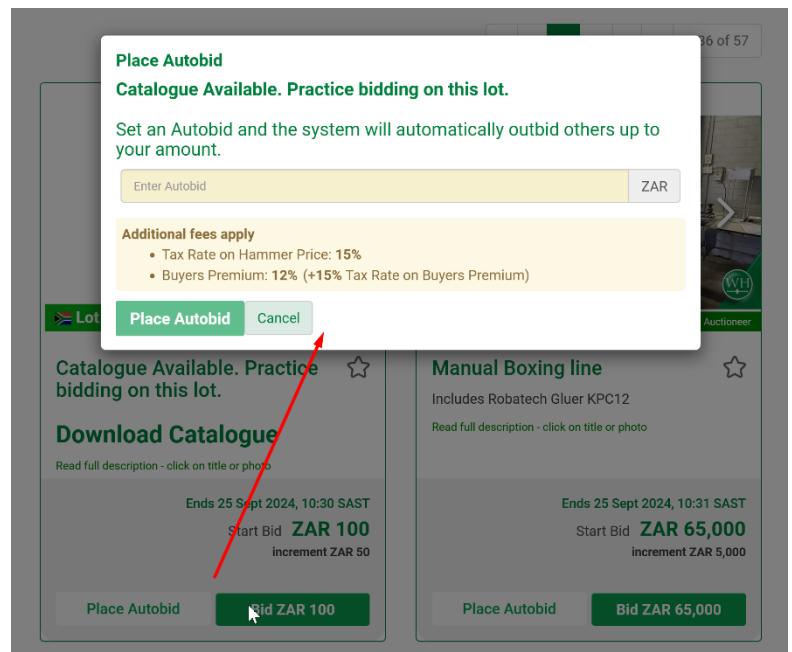 36 of 57
Place Autobid
Catalogue Available. Practice bidding on this lot.
Set an Autobid and the system will automatically outbid others up to
your amount.
Enter Autobid
ZAR
Additional fees apply
• Tax Rate on Hammer Price: 15%
• Buyers Premium: 12% (+15% Tax Rate on Buyers Premium)
Place Autobid
Cancel
Lot
WH
Auctioneer
Catalogue Available. Practice
bidding on this lot.
Download Catalogue
Read full description - click on title or photo
Ends 25 Sept 2024, 10:30 SAST
Start Bid ZAR 100
increment ZAR 50
Place Autobid
Bid ZAR 100
Manual Boxing line
Includes Robatech Gluer KPC12
Read full description - click on title or photo
Ends 25 Sept 2024, 10:31 SAST
Start Bid ZAR 65,000
increment ZAR 5,000
Place Autobid
Bid ZAR 65,000